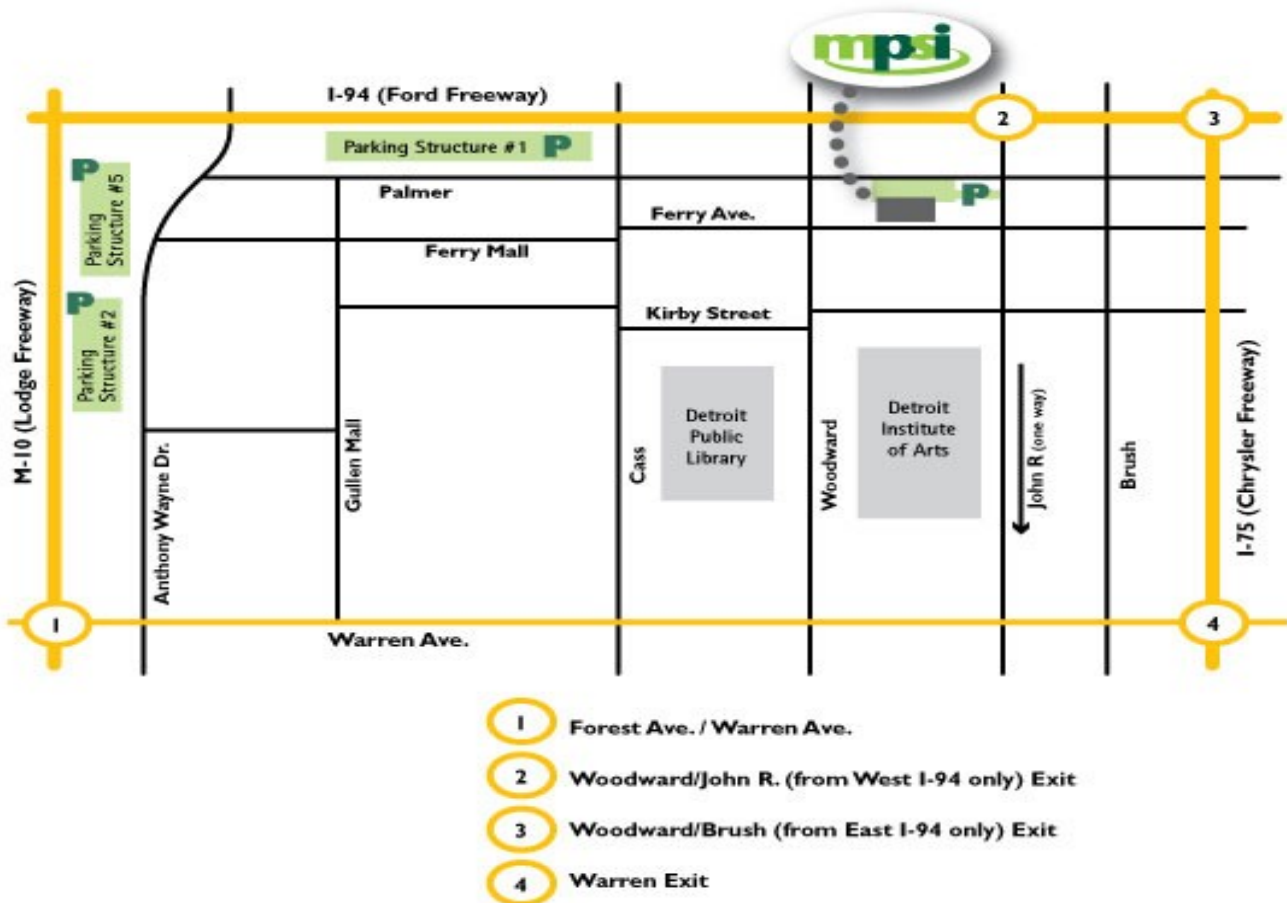 mpsi
I-94 (Ford Freeway)
2
3
Parking Structure #1 P
P
Parking
Structure #5
Palmer
P
Ferry Ave.
Ferry Mall
P
Parking
Structure #2
Kirby Street
M-10 (Lodge Freeway)
Anthony Wayne Dr.
Gullen Mall
Cass
Detroit
Public
Library
Woodward
Detroit
Institute
of Arts
John R (one way)
Brush
I-75 (Chrysler Freeway)
1
4
Warren Ave.
1 Forest Ave. / Warren Ave.
2 Woodward/John R. (from West I-94 only) Exit
3 Woodward/Brush (from East I-94 only) Exit
4 Warren Exit